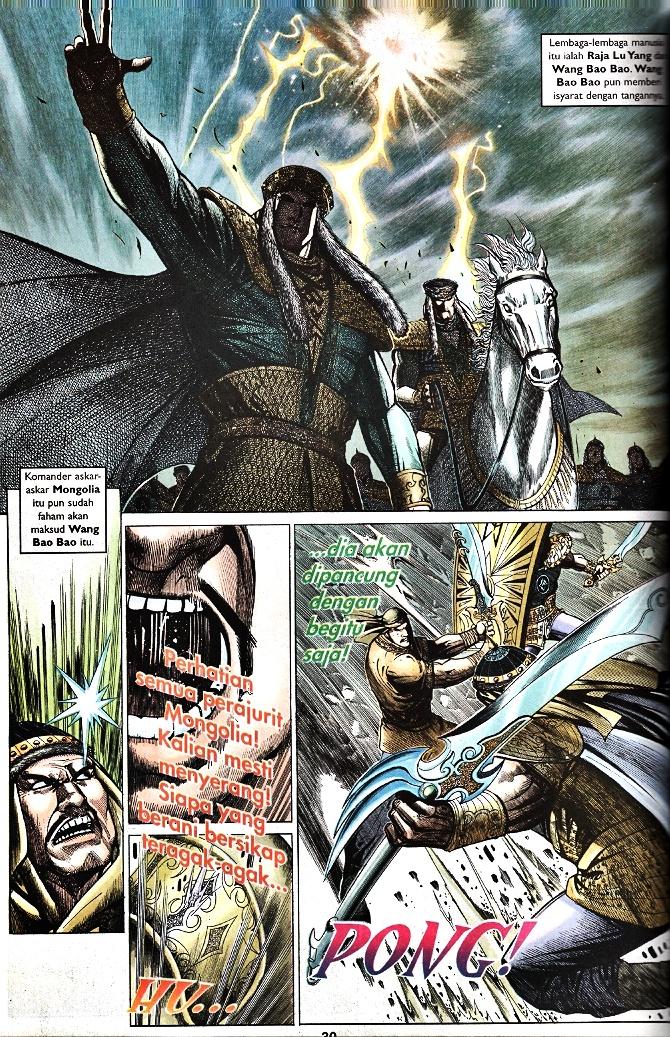 Lembaga-lembaga manusia
itu ialah Raja Lu Yang
Wang Bao Bao. Wang
Bao Bao pun memberi
isyarat dengan tangannya.
Komander askar-
askar Mongolia
itu pun sudah
faham akan
maksud Wang
Bao Bao itu.
Perhatian
semua perajurit
Mongolia!
Kalian mesti
menyerang!
Siapa yang
berani bersikap
teragak-agak...
HU...
...dia akan
dipancung
dengan
begitu
saja!
PONG!
30